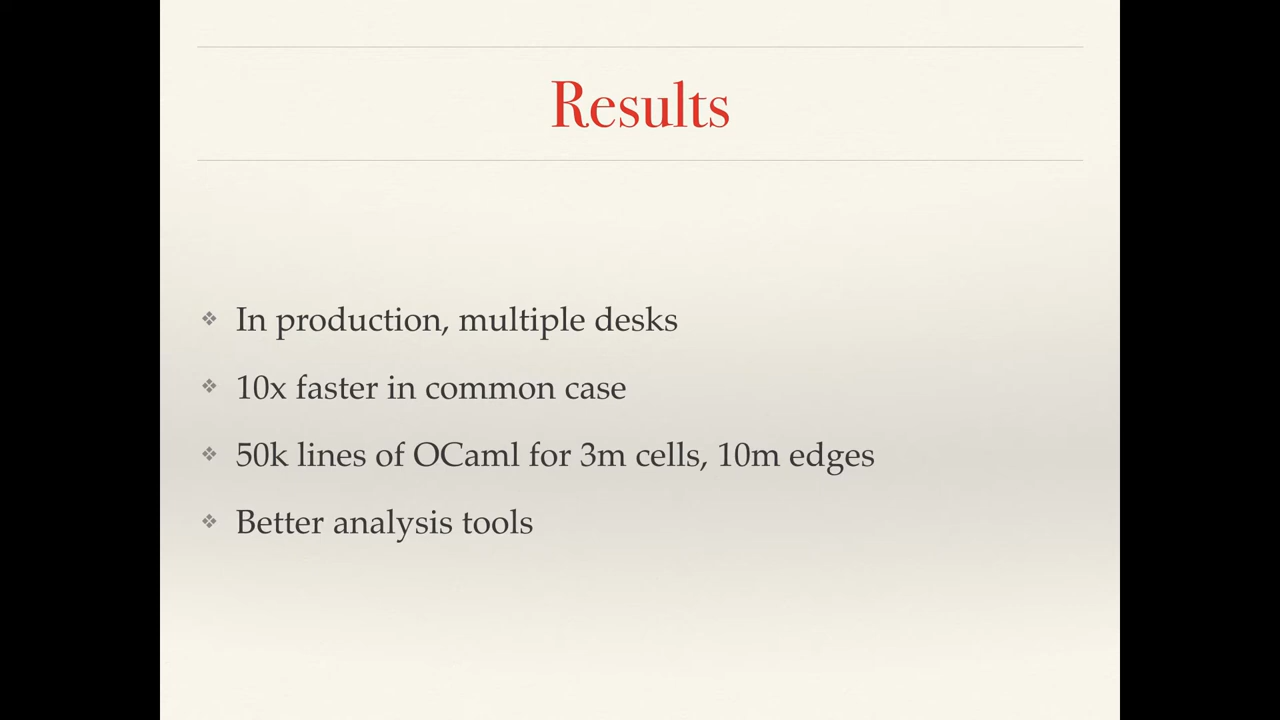 Results
In production, multiple desks
10x faster in common case
50k lines of OCaml for 3m cells, 10m edges
Better analysis tools